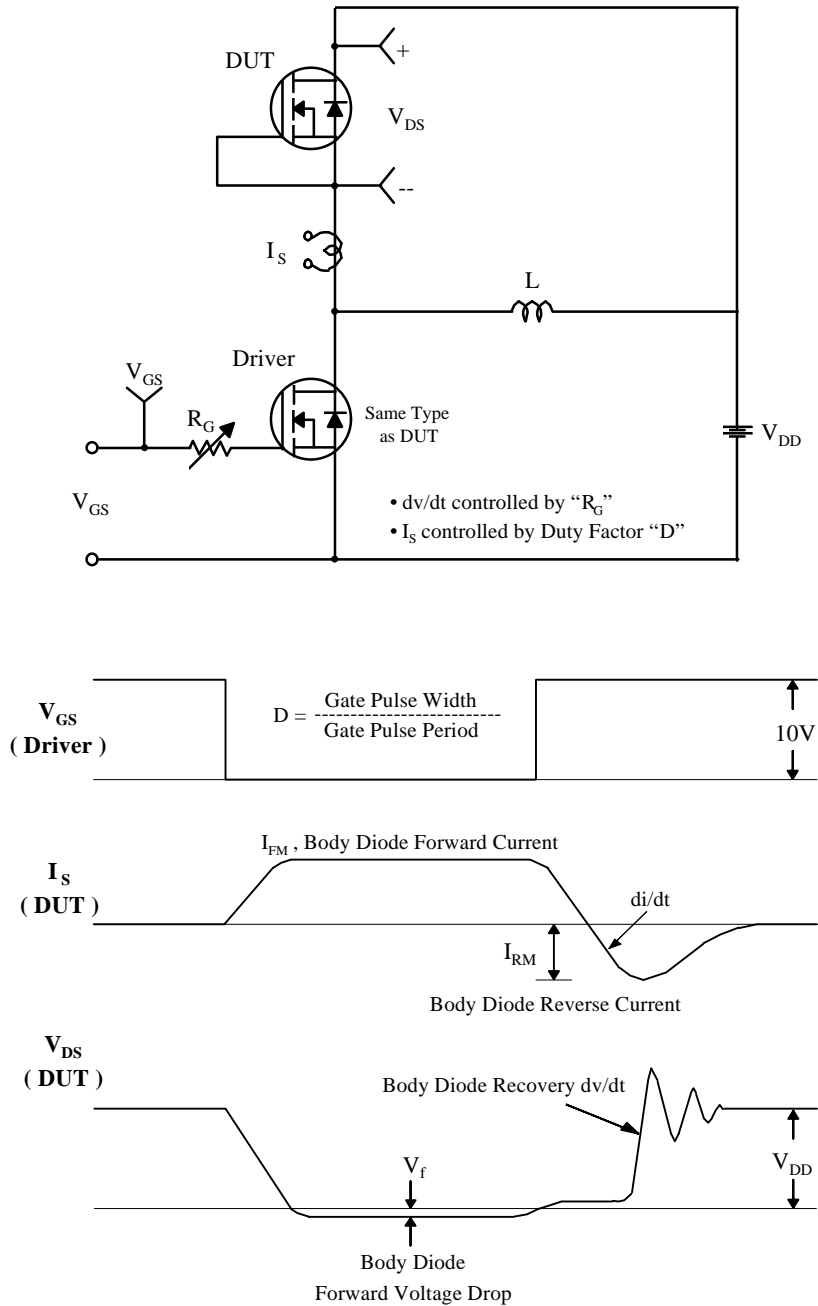 DUT
+
V_DS
--
I_S
L
Driver
V_GS
R_G
Same Type
as DUT
V_DD
V_GS
• dv/dt controlled by “R_G”
• I_S controlled by Duty Factor “D”
V_GS
( Driver )
D = Gate Pulse Width
--------------------------
Gate Pulse Period
10V
I_FM , Body Diode Forward Current
I_S
( DUT )
di/dt
I_RM
Body Diode Reverse Current
V_DS
( DUT )
Body Diode Recovery dv/dt
V_f
V_DD
Body Diode
Forward Voltage Drop